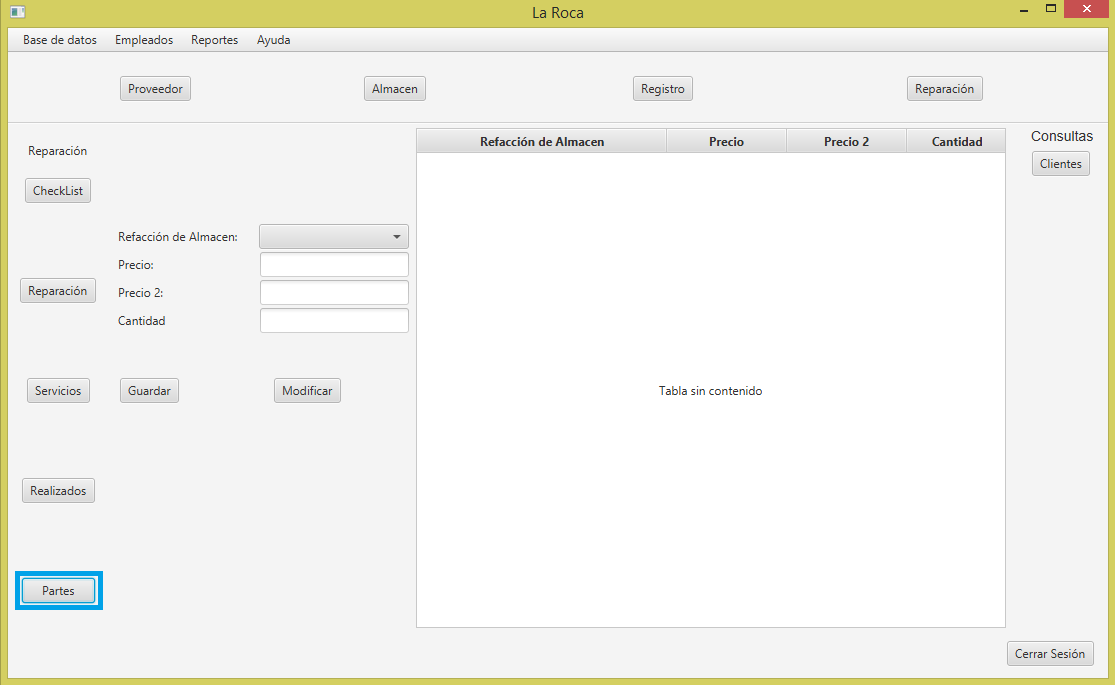 La Roca
Base de datos Empleados Reportes Ayuda
Proveedor Almacen Registro Reparación
Reparación
CheckList
Reparación
Servicios
Realizados
Partes
Refacción de Almacen:
Precio:
Precio 2:
Cantidad
Guardar Modificar
Refacción de Almacen Precio Precio 2 Cantidad
Tabla sin contenido
Consultas
Clientes
Cerrar Sesión